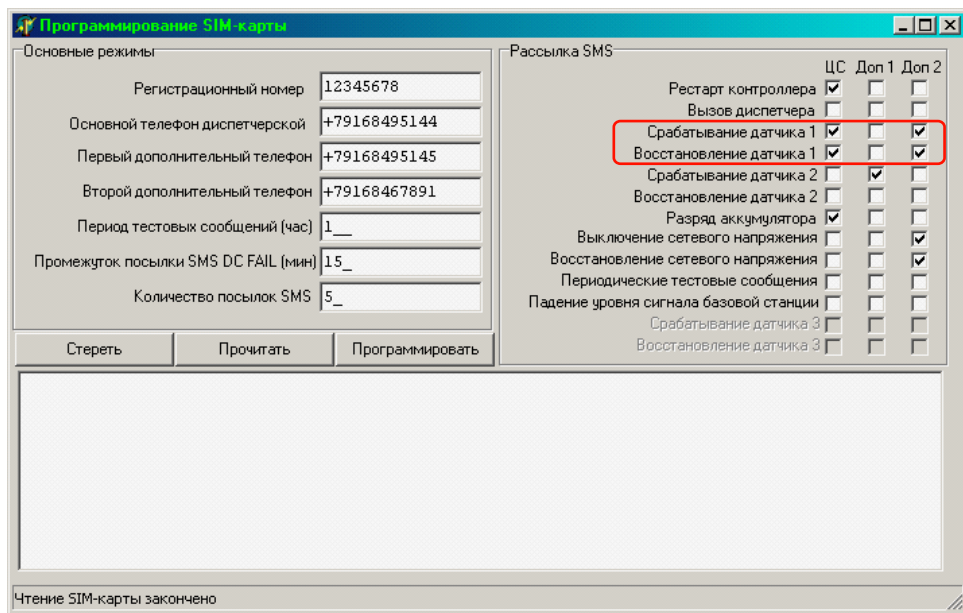 Программирование SIM-карты
Основные режимы
Регистрационный номер 12345678
Основной телефон диспетчерской +79168495144
Первый дополнительный телефон +79168495145
Второй дополнительный телефон +79168467891
Период тестовых сообщений (час) 1__
Промежуток посылки SMS DC FAIL (мин) 15_
Количество посылок SMS 5_
Стереть Прочитать Программировать
Рассылка SMS
ЦС Доп 1 Доп 2
Рестарт контроллера
Вызов диспетчера
Срабатывание датчика 1
Восстановление датчика 1
Срабатывание датчика 2
Восстановление датчика 2
Разряд аккумулятора
Выключение сетевого напряжения
Восстановление сетевого напряжения
Периодические тестовые сообщения
Падение уровня сигнала базовой станции
Срабатывание датчика 3
Восстановление датчика 3
Чтение SIM-карты закончено